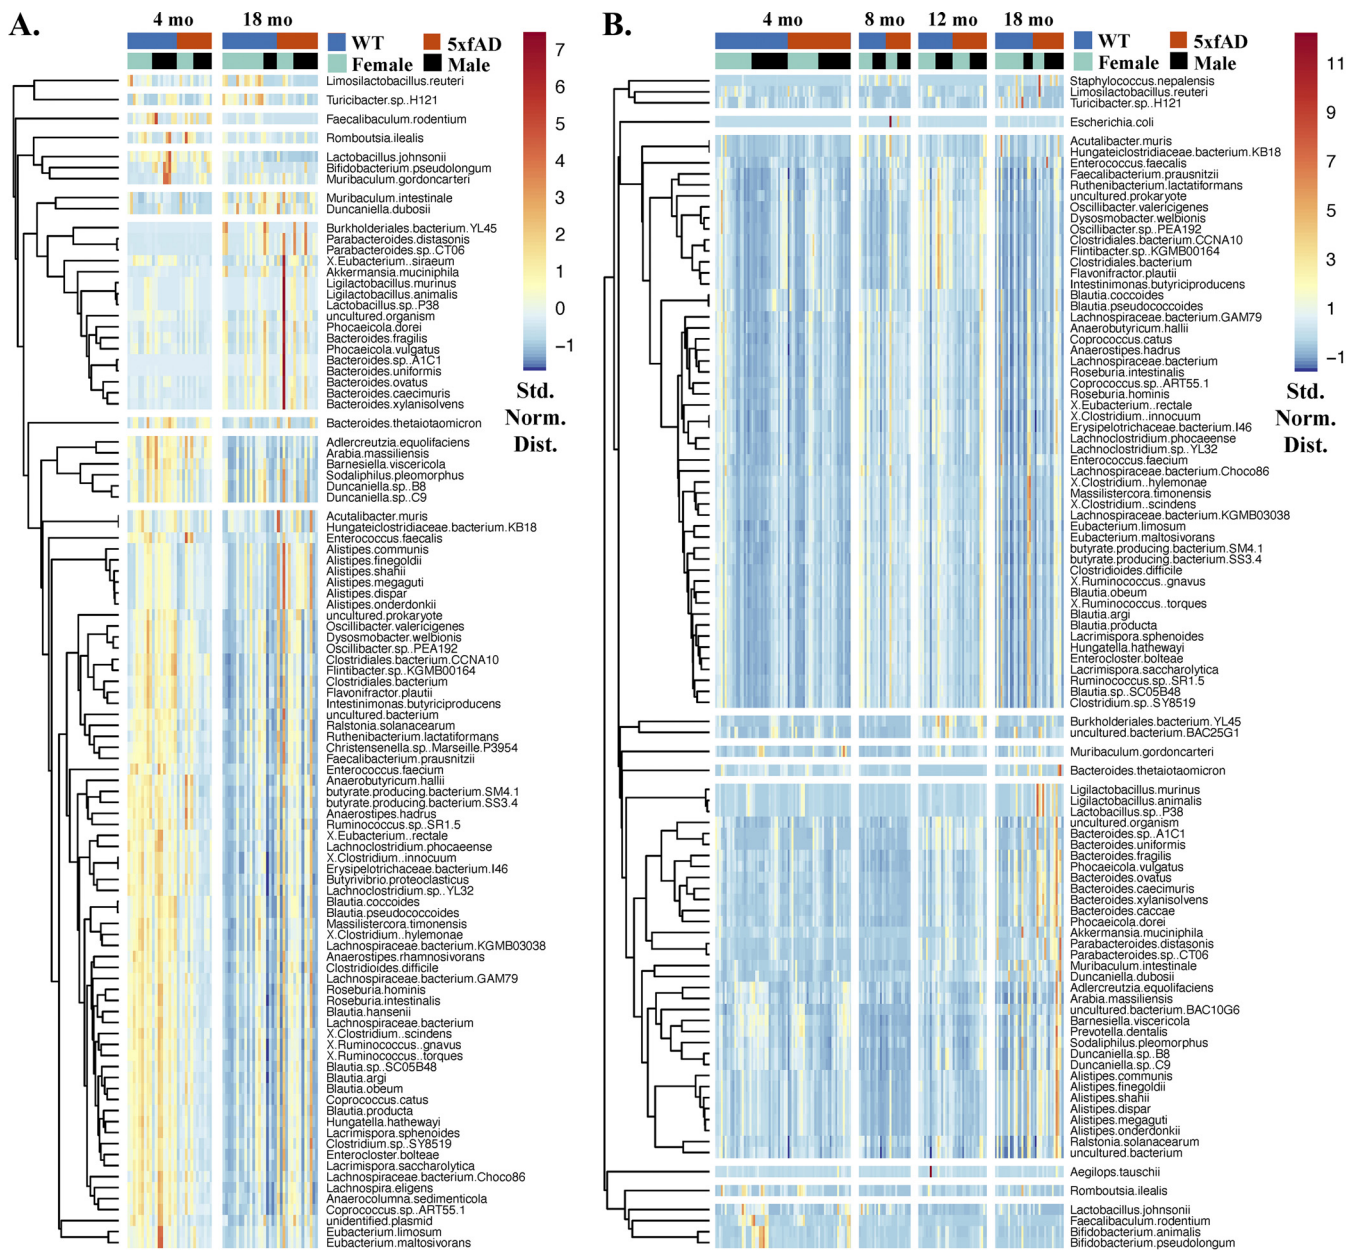 A.
4 mo
18 mo
WT
5xfAD
Female
Male
Limosilactobacillus.reuteri
Turicibacter.sp..H121
Faecalibaculum.rodentium
Romboutsia.ilealis
Lactobacillus.johnsonii
Bifidobacterium.pseudolongum
Muribaculum.gordoncarteri
Muribaculum.intestinale
Duncaniella.dubosii
Burkholderiales.bacterium.YL45
Parabacteroides.distasonis
Parabacteroides.sp..CT06
X.Eubacterium..siraeum
Akkermansia.muciniphila
Ligilactobacillus.murinus
Ligilactobacillus.animalis
Lactobacillus.sp..P38
uncultured.organism
Phocaeicola.dorei
Bacteroides.fragilis
Phocaeicola.vulgatus
Bacteroides.sp..A1C1
Bacteroides.uniformis
Bacteroides.ovatus
Bacteroides.caecimuris
Bacteroides.xylanisolvens
Bacteroides.thetaiotaomicron
Adlercreutzia.equolifaciens
Arabia.massiliensis
Barnesiella.viscericola
Sodaliphilus.pleomorphus
Duncaniella.sp..B8
Duncaniella.sp..C9
Acutalibacter.muris
Hungateiclostridiaceae.bacterium.KB18
Enterococcus.faecalis
Alistipes.communis
Alistipes.finegoldii
Alistipes.shahii
Alistipes.megaguti
Alistipes.dispar
Alistipes.onderdonkii
uncultured.prokaryote
Oscillibacter.valericigenes
Dysosmobacter.welbionis
Oscillibacter.sp..PEA192
Clostridiales.bacterium.CCNA10
Flintibacter.sp..KGMB00164
Clostridiales.bacterium
Flavonifractor.plautii
Intestinimonas.butyriciproducens
uncultured.bacterium
Ralstonia.solanacearum
Ruthenibacterium.lactatiformans
Christensenella.sp..Marseille.P3954
Faecalibacterium.prausnitzii
Enterococcus.faecium
Anaerobutyricum.hallii
butyrate.producing.bacterium.SM4.1
butyrate.producing.bacterium.SS3.4
Anaerostipes.hadrus
Ruminococcus.sp..SR1.5
X.Eubacterium..rectale
Lachnoclostridium.phocaeense
X.Clostridium..innocuum
Erysipelotrichaceae.bacterium.I46
Butyrivibrio.proteoclasticus
Lachnoclostridium.sp..YL32
Blautia.coccoides
Blautia.pseudococcoides
Massilistercora.timonensis
X.Clostridium..hylemonae
Lachnospiraceae.bacterium.KGMB03038
Anaerostipes.rhamnosivorans
Clostridioides.difficile
Lachnospiraceae.bacterium.GAM79
Roseburia.hominis
Roseburia.intestinalis
Blautia.hansenii
Lachnospiraceae.bacterium
X.Clostridium..scindens
X.Ruminococcus..gnavus
X.Ruminococcus..torques
Blautia.sp..SC05B48
Blautia.argi
Blautia.obeum
Coprococcus.catus
Blautia.producta
Hungatella.hathewayi
Lacrimispora.sphenoides
Clostridium.sp..SY8519
Enterocloster.bolteae
Lacrimispora.saccharolytica
Lachnospiraceae.bacterium.Choco86
Lachnospira.eligens
Anaerocolumna.sedimenticola
Coprococcus.sp..ART55.1
unidentified.plasmid
Eubacterium.limosum
Eubacterium.maltosivorans
7
6
5
4
3
2
1
0
−1
Std.
Norm.
Dist.
B.
4 mo
8 mo
12 mo
18 mo
WT
5xfAD
Female
Male
Staphylococcus.nepalensis
Limosilactobacillus.reuteri
Turicibacter.sp..H121
Escherichia.coli
Acutalibacter.muris
Hungateiclostridiaceae.bacterium.KB18
Enterococcus.faecalis
Faecalibacterium.prausnitzii
Ruthenibacterium.lactatiformans
uncultured.prokaryote
Oscillibacter.valericigenes
Dysosmobacter.welbionis
Oscillibacter.sp..PEA192
Clostridiales.bacterium.CCNA10
Flintibacter.sp..KGMB00164
Clostridiales.bacterium
Flavonifractor.plautii
Intestinimonas.butyriciproducens
Blautia.coccoides
Blautia.pseudococcoides
Lachnospiraceae.bacterium.GAM79
Anaerobutyricum.hallii
Coprococcus.catus
Anaerostipes.hadrus
Lachnospiraceae.bacterium
Roseburia.intestinalis
Coprococcus.sp..ART55.1
Roseburia.hominis
X.Eubacterium..rectale
X.Clostridium..innocuum
Erysipelotrichaceae.bacterium.I46
Lachnoclostridium.phocaeense
Lachnoclostridium.sp..YL32
Enterococcus.faecium
Lachnospiraceae.bacterium.Choco86
X.Clostridium..hylemonae
Massilistercora.timonensis
X.Clostridium..scindens
Lachnospiraceae.bacterium.KGMB03038
Eubacterium.limosum
Eubacterium.maltosivorans
butyrate.producing.bacterium.SM4.1
butyrate.producing.bacterium.SS3.4
Clostridioides.difficile
X.Ruminococcus..gnavus
Blautia.obeum
X.Ruminococcus..torques
Blautia.argi
Blautia.producta
Lacrimispora.sphenoides
Hungatella.hathewayi
Enterocloster.bolteae
Lacrimispora.saccharolytica
Ruminococcus.sp..SR1.5
Blautia.sp..SC05B48
Clostridium.sp..SY8519
Burkholderiales.bacterium.YL45
uncultured.bacterium.BAC25G1
Muribaculum.gordoncarteri
Bacteroides.thetaiotaomicron
Ligilactobacillus.murinus
Ligilactobacillus.animalis
Lactobacillus.sp..P38
uncultured.organism
Bacteroides.sp..A1C1
Bacteroides.uniformis
Bacteroides.fragilis
Phocaeicola.vulgatus
Bacteroides.ovatus
Bacteroides.caecimuris
Bacteroides.xylanisolvens
Bacteroides.caccae
Phocaeicola.dorei
Akkermansia.muciniphila
Parabacteroides.distasonis
Parabacteroides.sp..CT06
Muribaculum.intestinale
Duncaniella.dubosii
Adlercreutzia.equolifaciens
Arabia.massiliensis
uncultured.bacterium.BAC10G6
Barnesiella.viscericola
Prevotella.dentalis
Sodaliphilus.pleomorphus
Duncaniella.sp..B8
Duncaniella.sp..C9
Alistipes.communis
Alistipes.finegoldii
Alistipes.shahii
Alistipes.dispar
Alistipes.megaguti
Alistipes.onderdonkii
Ralstonia.solanacearum
uncultured.bacterium
Aegilops.tauschii
Romboutsia.ilealis
Lactobacillus.johnsonii
Faecalibaculum.rodentium
Bifidobacterium.animalis
Bifidobacterium.pseudolongum
11
9
7
5
3
1
−1
Std.
Norm.
Dist.